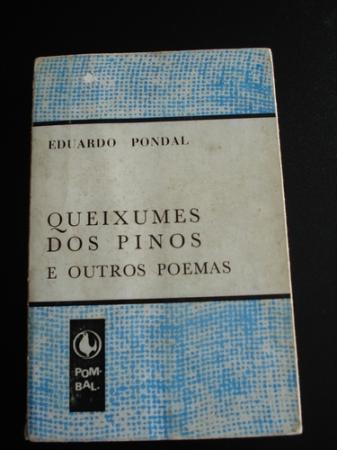 EDUARDO PONDAL
QUEIXUMES
DOS PINOS
E OUTROS POEMAS
POM-
BAL.